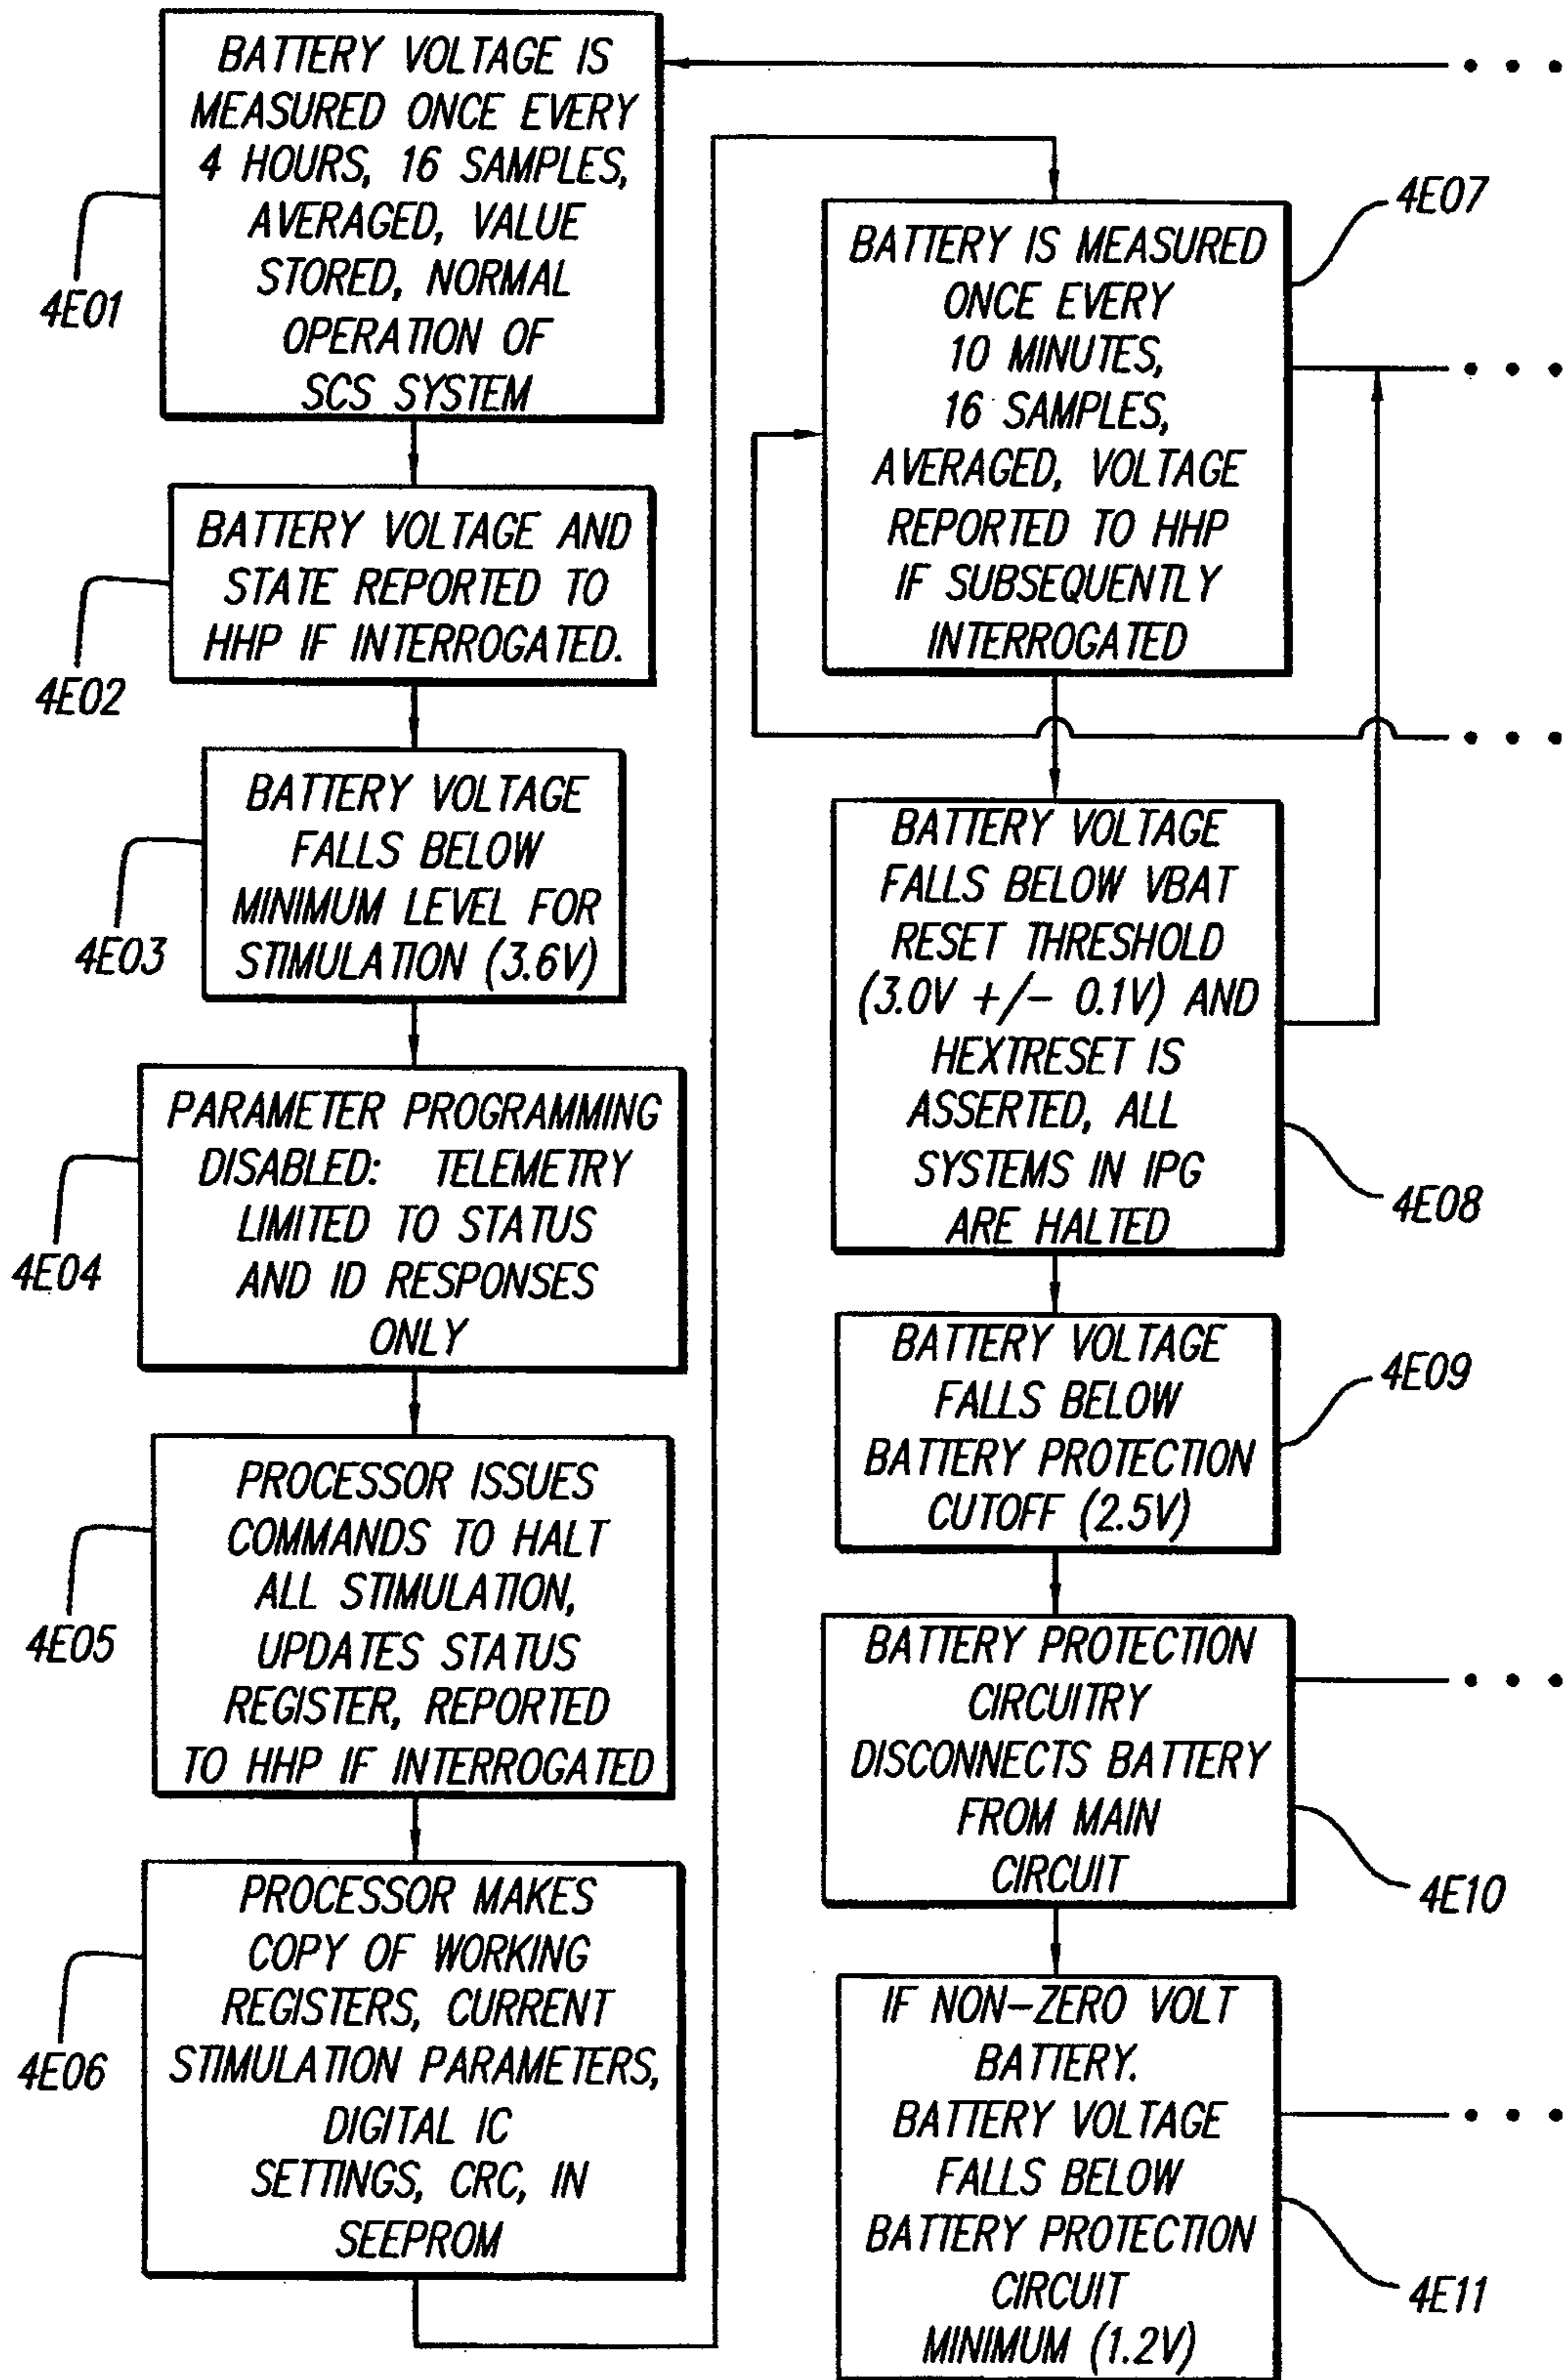 BATTERY VOLTAGE IS
MEASURED ONCE EVERY
4 HOURS, 16 SAMPLES,
AVERAGED, VALUE
STORED, NORMAL
OPERATION OF
SCS SYSTEM
4E01
BATTERY VOLTAGE AND
STATE REPORTED TO
HHP IF INTERROGATED.
4E02
BATTERY VOLTAGE
FALLS BELOW
MINIMUM LEVEL FOR
STIMULATION (3.6V)
4E03
PARAMETER PROGRAMMING
DISABLED: TELEMETRY
LIMITED TO STATUS
AND ID RESPONSES
ONLY
4E04
PROCESSOR ISSUES
COMMANDS TO HALT
ALL STIMULATION,
UPDATES STATUS
REGISTER, REPORTED
TO HHP IF INTERROGATED
4E05
PROCESSOR MAKES
COPY OF WORKING
REGISTERS, CURRENT
STIMULATION PARAMETERS,
DIGITAL IC
SETTINGS, CRC, IN
SEEPROM
4E06
BATTERY IS MEASURED
ONCE EVERY
10 MINUTES,
16 SAMPLES,
AVERAGED, VOLTAGE
REPORTED TO HHP
IF SUBSEQUENTLY
INTERROGATED
4E07
BATTERY VOLTAGE
FALLS BELOW VBAT
RESET THRESHOLD
(3.0V +/- 0.1V) AND
HEXTRESET IS
ASSERTED, ALL
SYSTEMS IN IPG
ARE HALTED
4E08
BATTERY VOLTAGE
FALLS BELOW
BATTERY PROTECTION
CUTOFF (2.5V)
4E09
BATTERY PROTECTION
CIRCUITRY
DISCONNECTS BATTERY
FROM MAIN
CIRCUIT
4E10
IF NON-ZERO VOLT
BATTERY.
BATTERY VOLTAGE
FALLS BELOW
BATTERY PROTECTION
CIRCUIT
MINIMUM (1.2V)
4E11